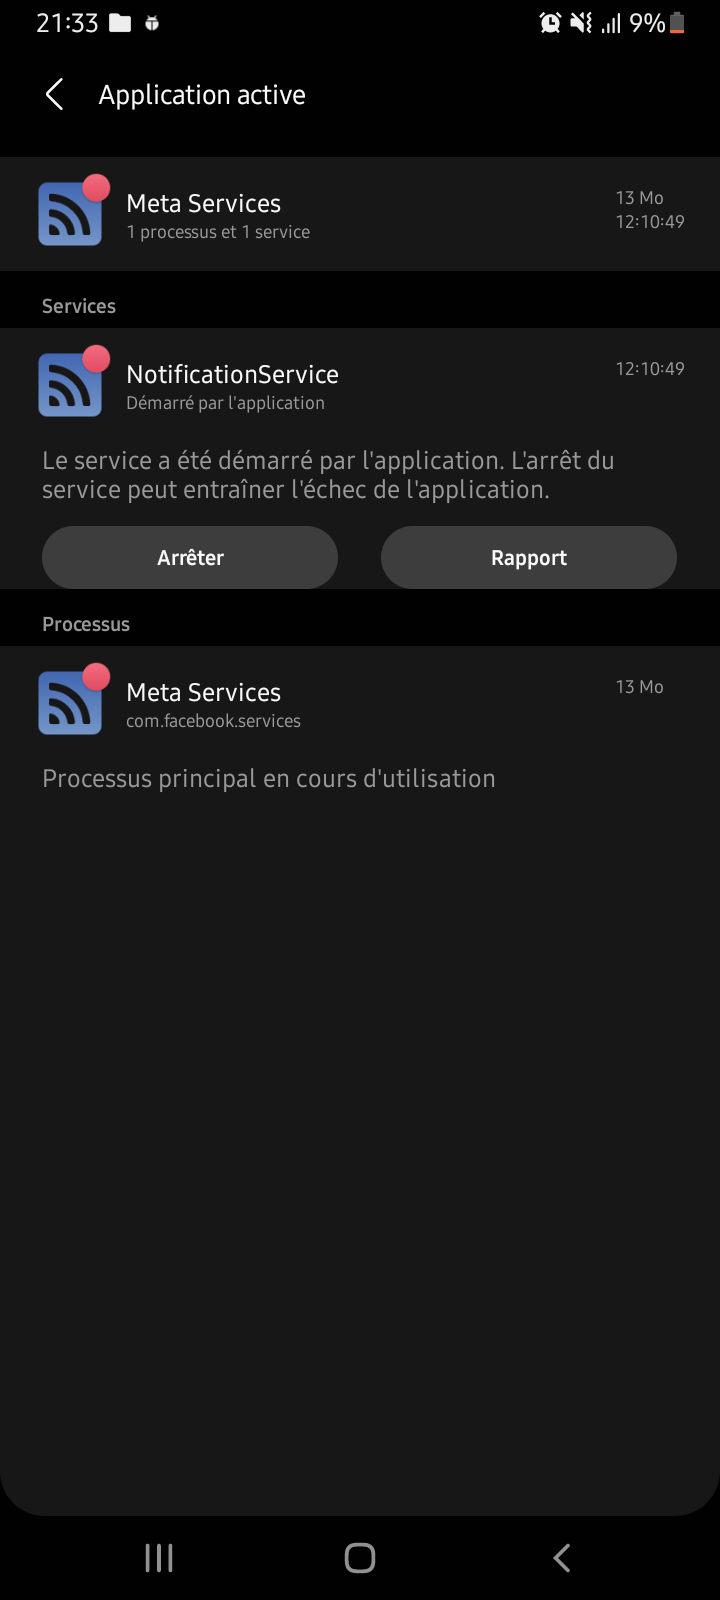 21:33 9%
Application active
Meta Services 13 Mo
1 processus et 1 service 12:10:49
Services
NotificationService 12:10:49
Démarré par l'application
Le service a été démarré par l'application. L'arrêt du
service peut entraîner l'échec de l'application.
Arrêter Rapport
Processus
Meta Services 13 Mo
com.facebook.services
Processus principal en cours d'utilisation